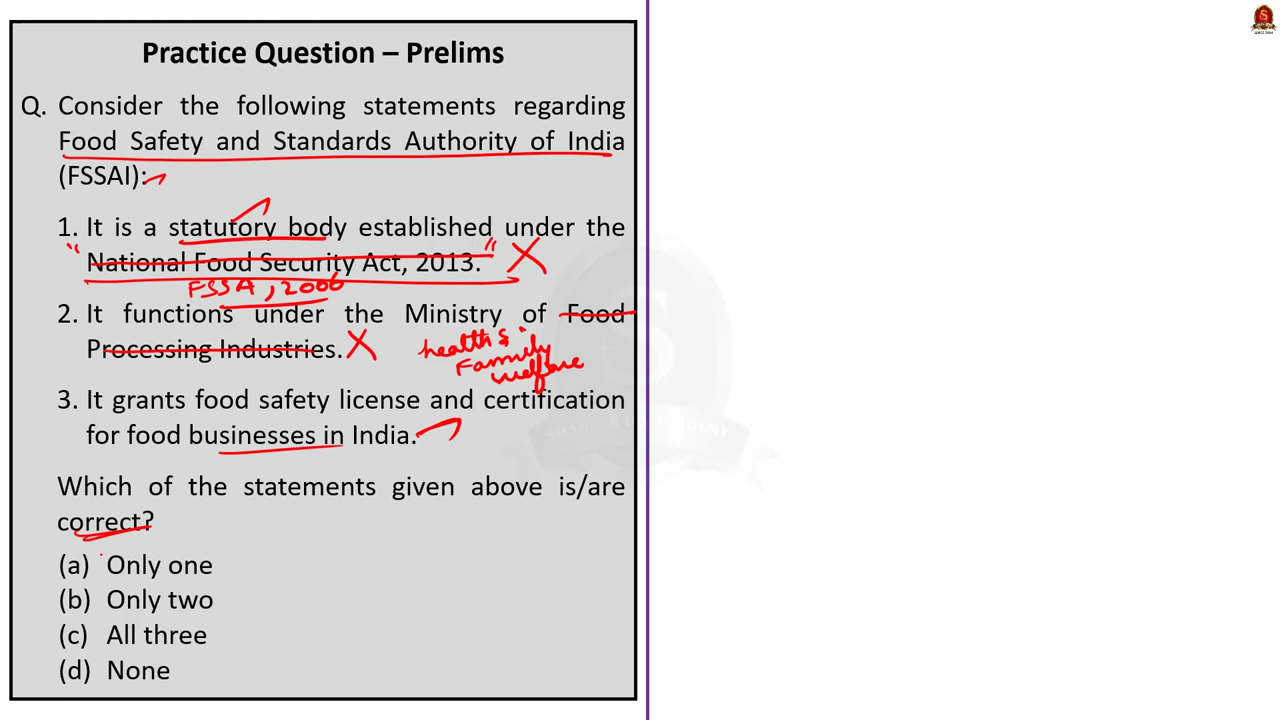 Practice Question – Prelims
Q. Consider the following statements regarding
Food Safety and Standards Authority of India
(FSSAI):
1. It is a statutory body established under the
"National Food Security Act, 2013."
FSSA, 2006
2. It functions under the Ministry of Food
Processing Industries.
health &
Family
welfare
3. It grants food safety license and certification
for food businesses in India.
Which of the statements given above is/are
correct?
(a) Only one
(b) Only two
(c) All three
(d) None
S